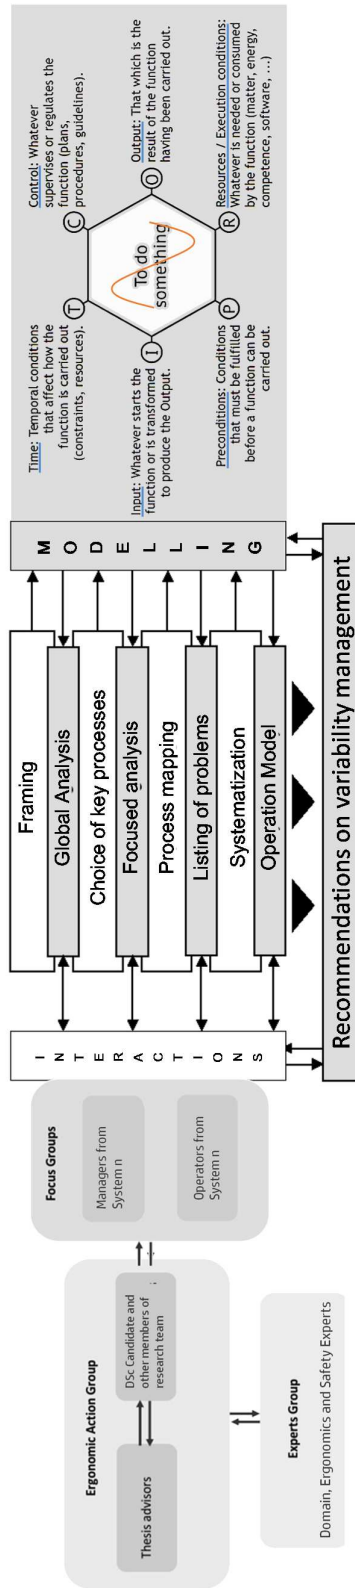 Ergonomic Action Group
Thesis advisors
DSc Candidate and
other members of
research team
Experts Group
Domain, Ergonomics and Safety Experts
Focus Groups
Managers from
System n
Operators from
System n
INTERACTIONS
Framing
Global Analysis
Choice of key processes
Focused analysis
Process mapping
Listing of problems
Systematization
Operation Model
MODELLING
Recommendations on variability management
Time: Temporal conditions
that affect how the
function is carried out
(constraints, resources).
Control: Whatever
supervises or regulates the
function (plans,
procedures, guidelines).
Input: Whatever starts the
function or is transformed
to produce the Output.
T
C
I
To do
something
O
P
R
Output: That which is the
result of the function
having been carried out.
Preconditions: Conditions
that must be fulfilled
before a function can be
carried out.
Resources / Execution conditions:
Whatever is needed or consumed
by the function (matter, energy,
competence, software, ...)